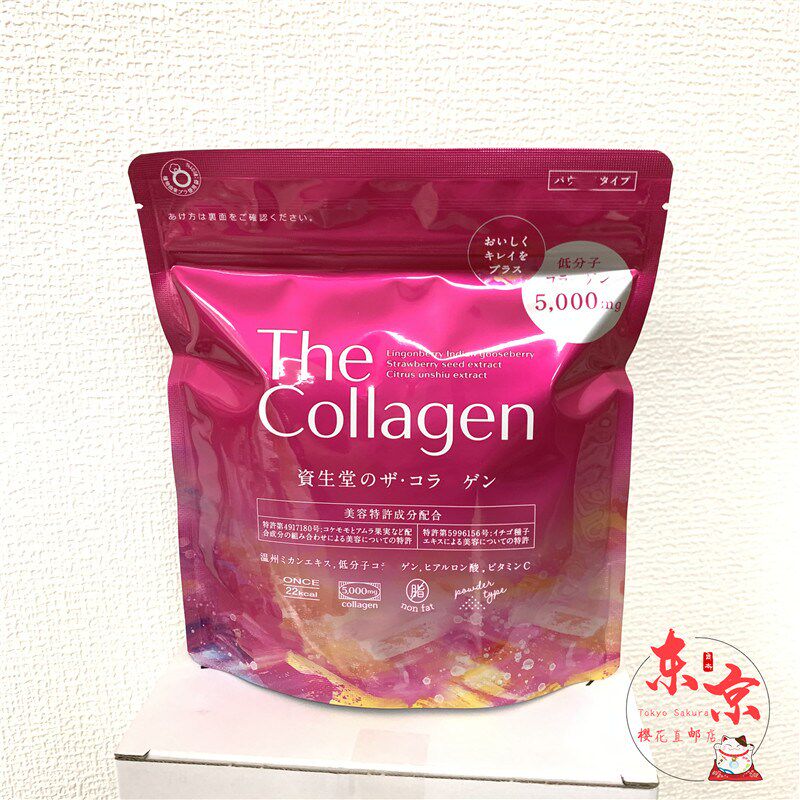 あけ方は裏面をご確認ください。
パウ タイプ
おいしく
キレイを
プラス
低分子
5,000mg
The
Collagen
Lingonberry Indian gooseberry
Strawberry seed extract
Citrus unshiu extract
資生堂のザ・コラ ゲン
美容特許成分配合
特許第4917180号:コケモモとアムラ果実など配
合成分の組み合わせによる美容についての特許
特許第5996156号:イチゴ種子
エキスによる美容についての特許
温州ミカンエキス,低分子コ ゲン,ヒアルロン酸,ビタミンC
ONCE
22kcal
5,000mg
collagen
脂
non fat
powder type
东京
日本
Tokyo Sakura
樱花直邮店